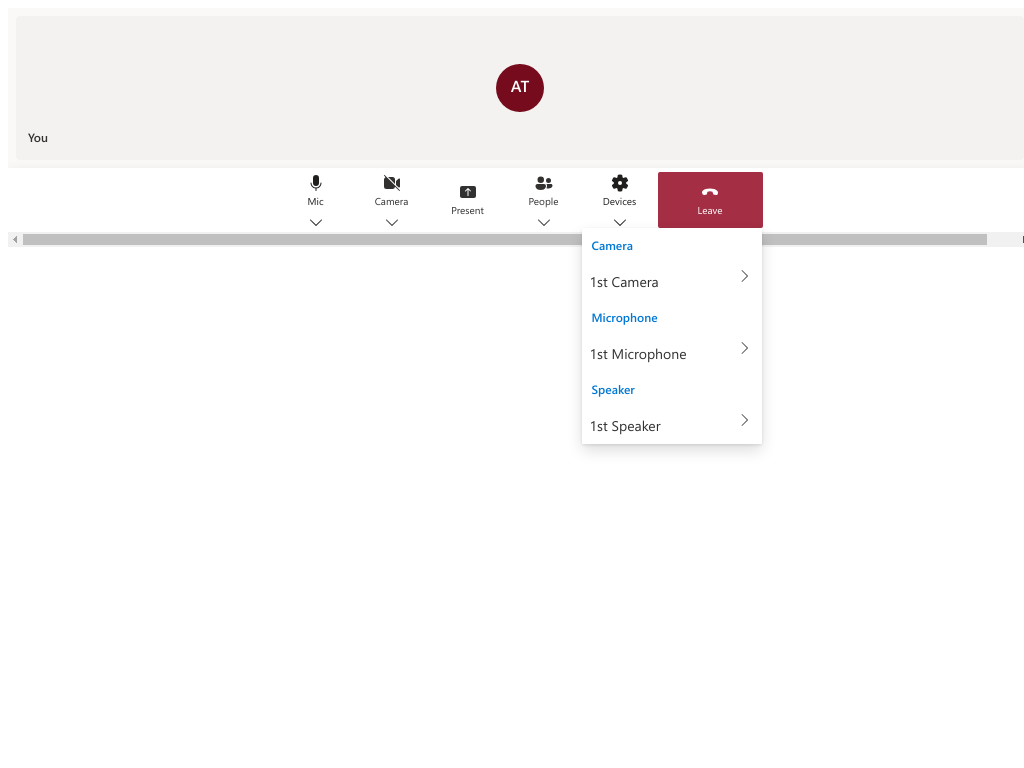 AT
You
Mic
Camera
Present
People
Devices
Leave
Camera
1st Camera
Microphone
1st Microphone
Speaker
1st Speaker